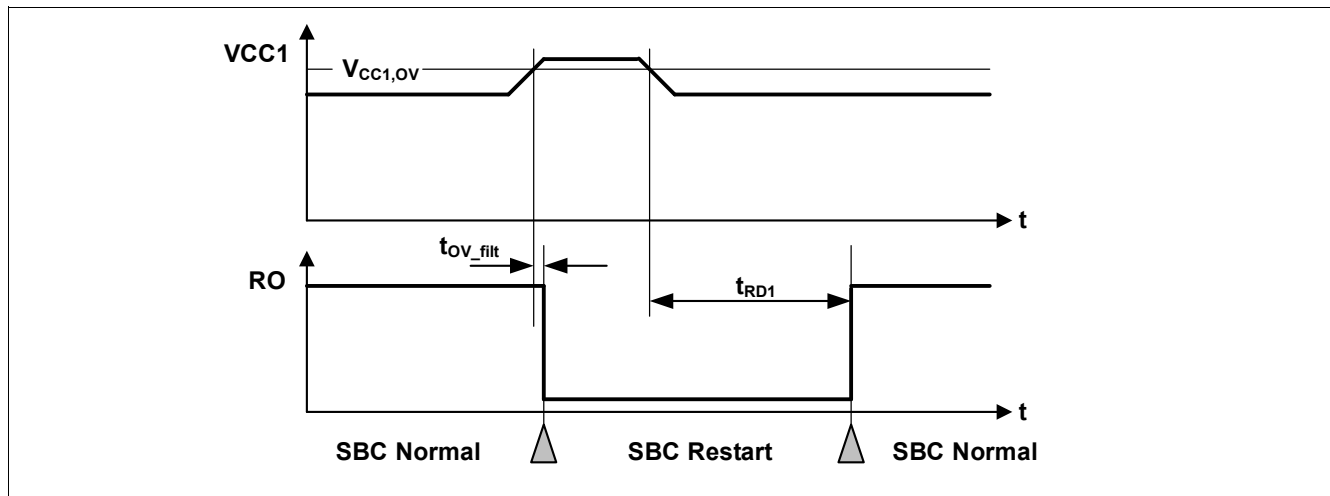 VCC1
VCC1,OV
t
tOV_filt
RO
tRD1
t
SBC Normal
SBC Restart
SBC Normal